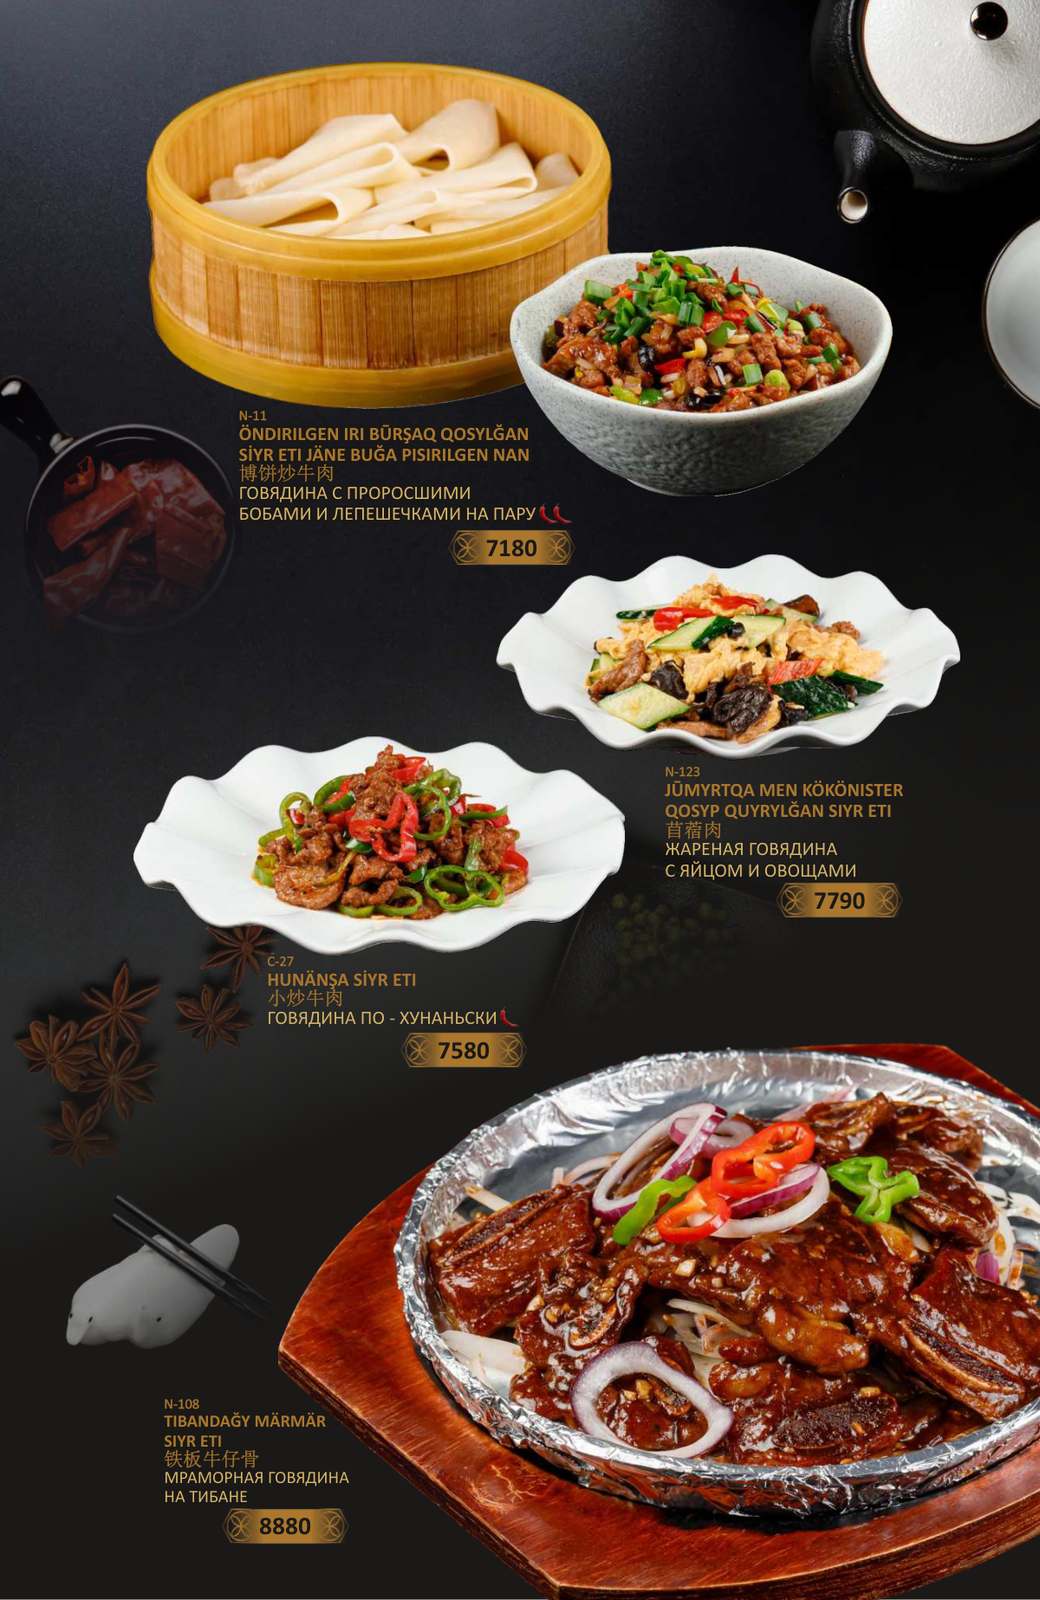 N-11
ÖNDIRILGEN IRI BŪRŞAQ QOSYLĞAN
SİYR ETI JÄNE BUĞA PISIRILGEN NAN
博饼炒牛肉
ГОВЯДИНА С ПРОРОСШИМИ
БОБАМИ И ЛЕПЕШЕЧКАМИ НА ПАРУ
7180
N-123
JŪMYRTQA MEN KÖKÖNISTER
QOSYP QUYRYLĞAN SIYR ETI
苜蓿肉
ЖАРЕНАЯ ГОВЯДИНА
С ЯЙЦОМ И ОВОЩАМИ
7790
C-27
HUNÄNŞA SİYR ETI
小炒牛肉
ГОВЯДИНА ПО - ХУНАНЬСКИ
7580
N-108
TIBANDAĞY MÄRMÄR
SIYR ETI
铁板牛仔骨
МРАМОРНАЯ ГОВЯДИНА
НА ТИБАНЕ
8880